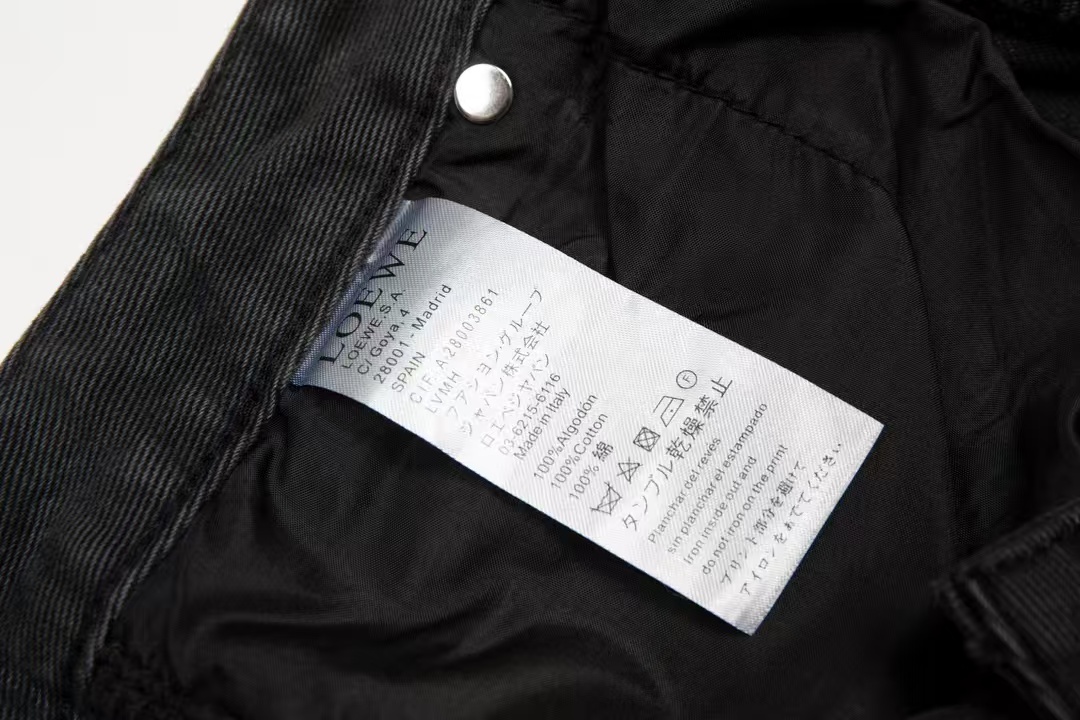 LOEWE
LOEWE.S.A.
C/ Goya, 4
28001 - Madrid
SPAIN
C.I.F. A-28003861
LVMH
ファッション・グループ
ジャパン株式会社
ロエベジャパン
03-6215-6116
Made in Italy
100%Algodón
100%Cotton
100% 綿
F
タンブル乾燥禁止
Planchar del reves
sin planchar el estampado
Iron inside out and
do not iron on the print
プリント部分を避けて
アイロンをあててください